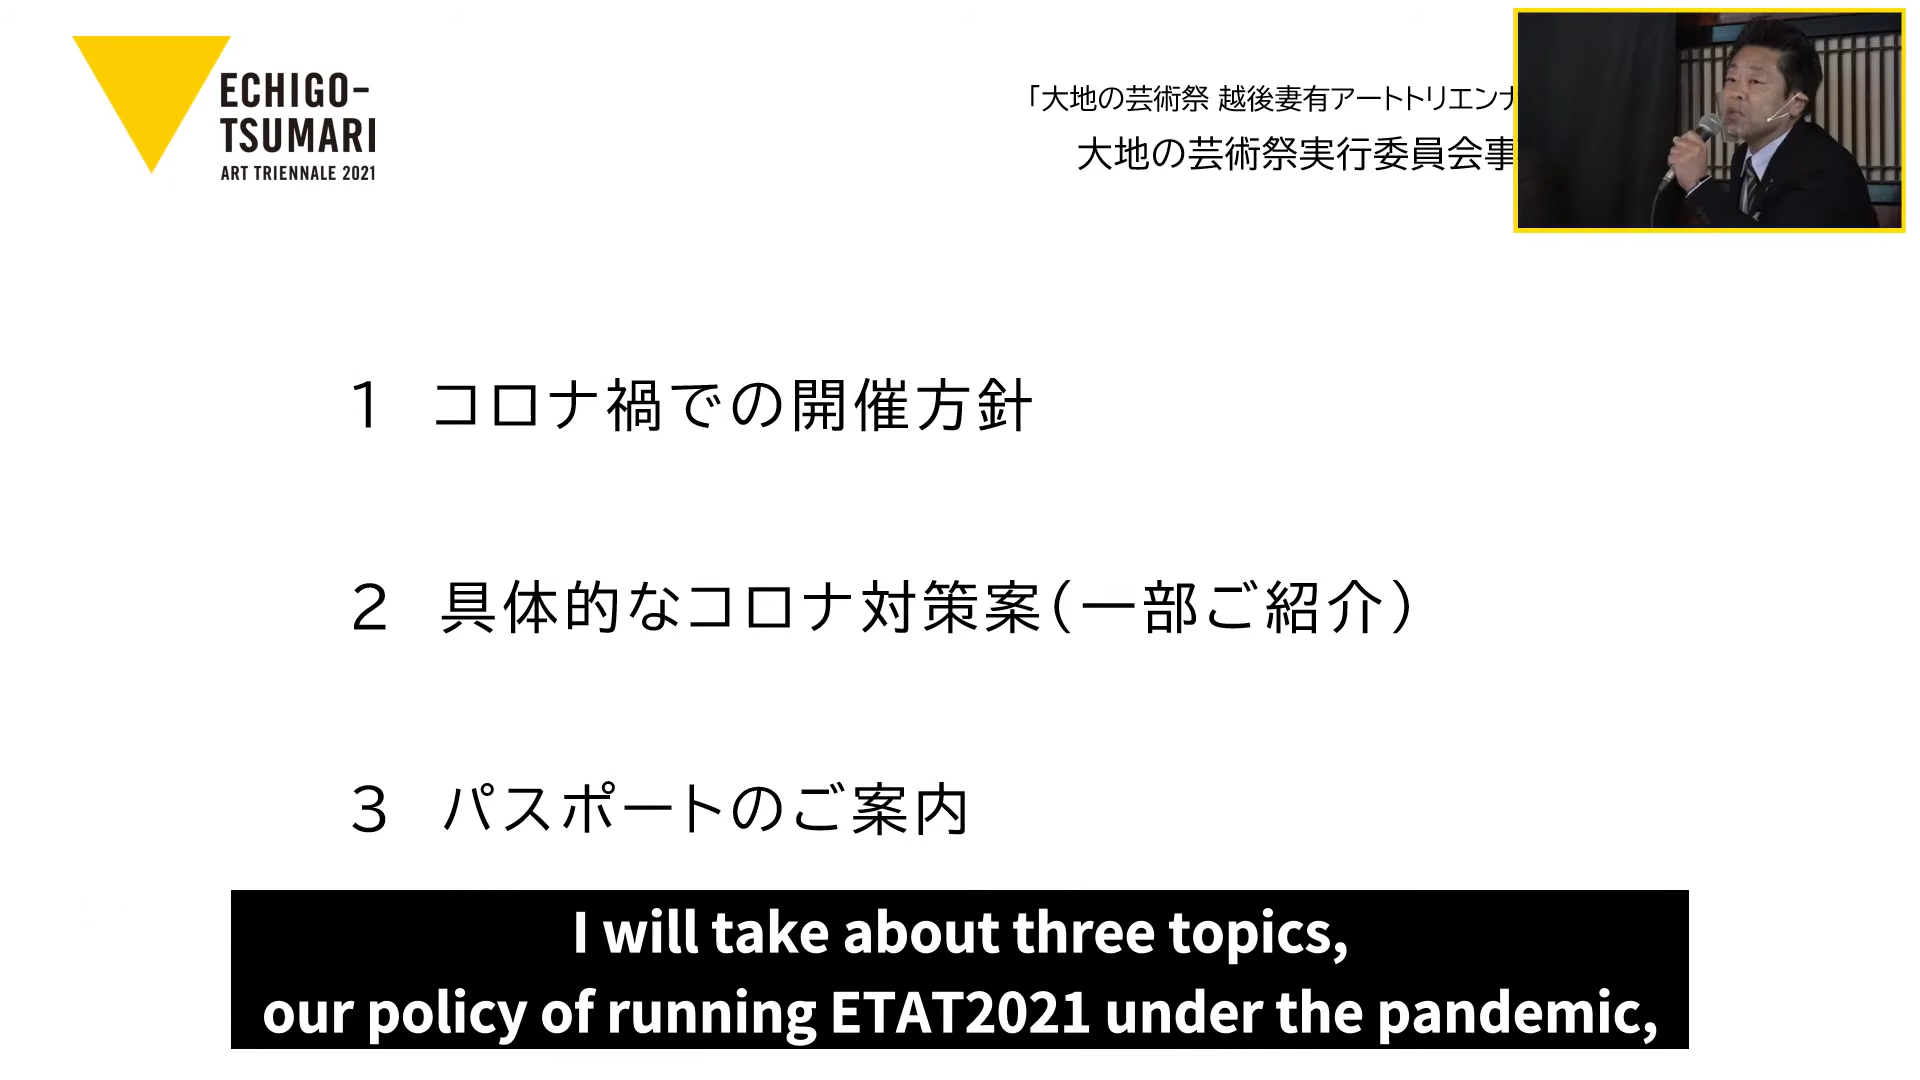 ECHIGO-
TSUMARI
ART TRIENNALE 2021
「大地の芸術祭 越後妻有アートトリエンナ
大地の芸術祭実行委員会事
1 コロナ禍での開催方針
2 具体的なコロナ対策案（一部ご紹介）
3 パスポートのご案内
I will take about three topics,
our policy of running ETAT2021 under the pandemic,